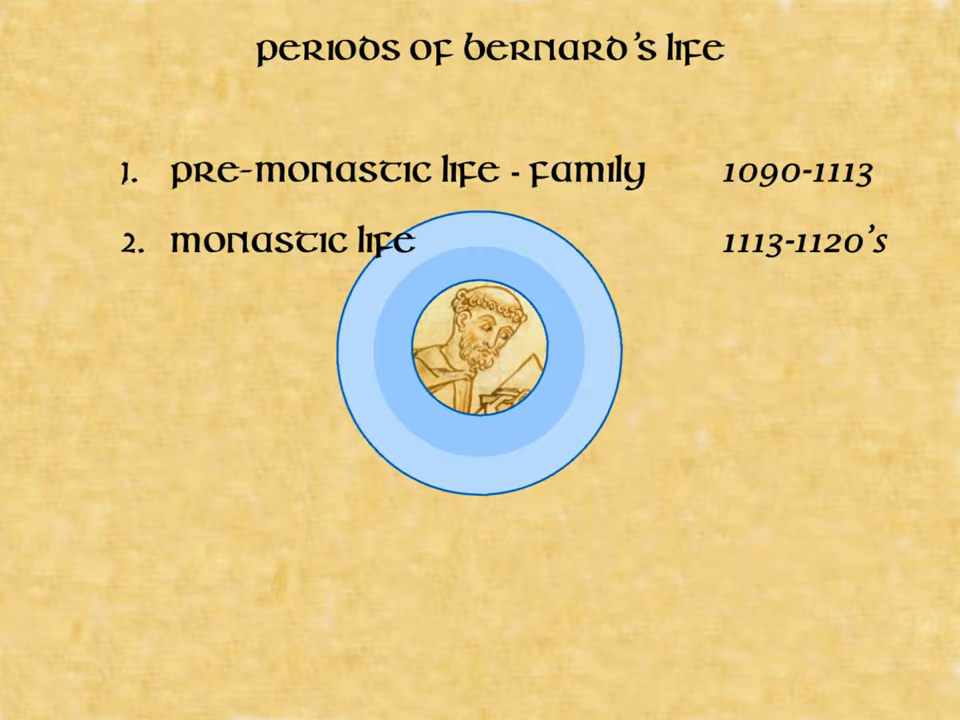 Periods of Bernard's Life
1. Pre-Monastic Life - Family 1090-1113
2. Monastic Life 1113-1120's